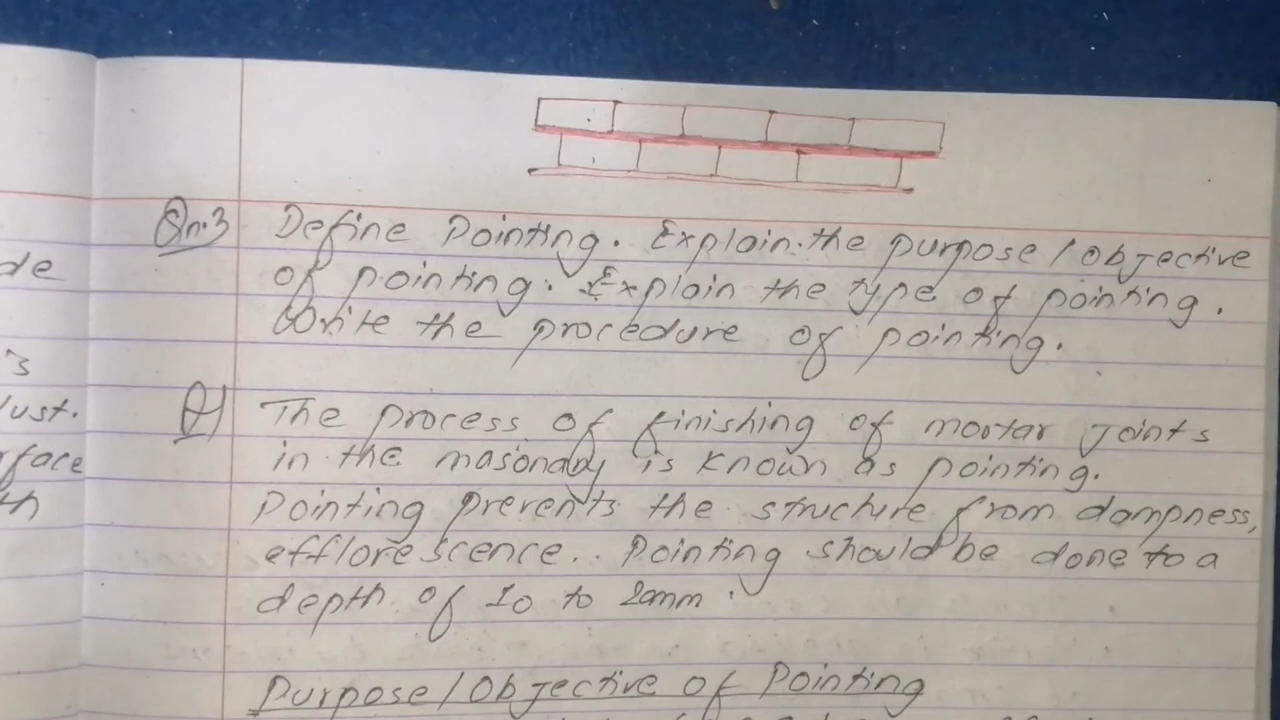 Qn.3 Define Pointing. Explain the purpose / objective
of pointing. Explain the type of pointing.
Write the procedure of pointing.
de
3
lust.
rface
th
The process of finishing of mortar joints
in the masondry is known as pointing.
Pointing prevents the structure from dampness,
efflorescence.. Pointing should be done to a
depth of 10 to 20mm.
Purpose / Objective of Pointing